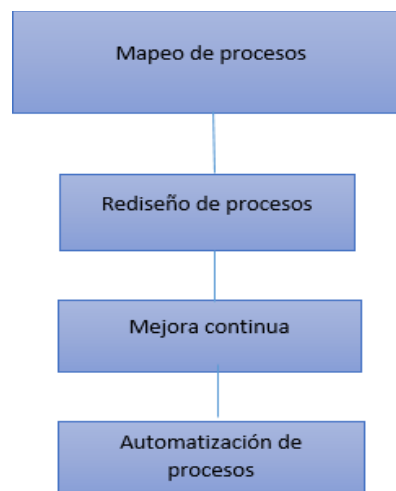 Mapeo de procesos
Rediseño de procesos
Mejora continua
Automatización de
procesos